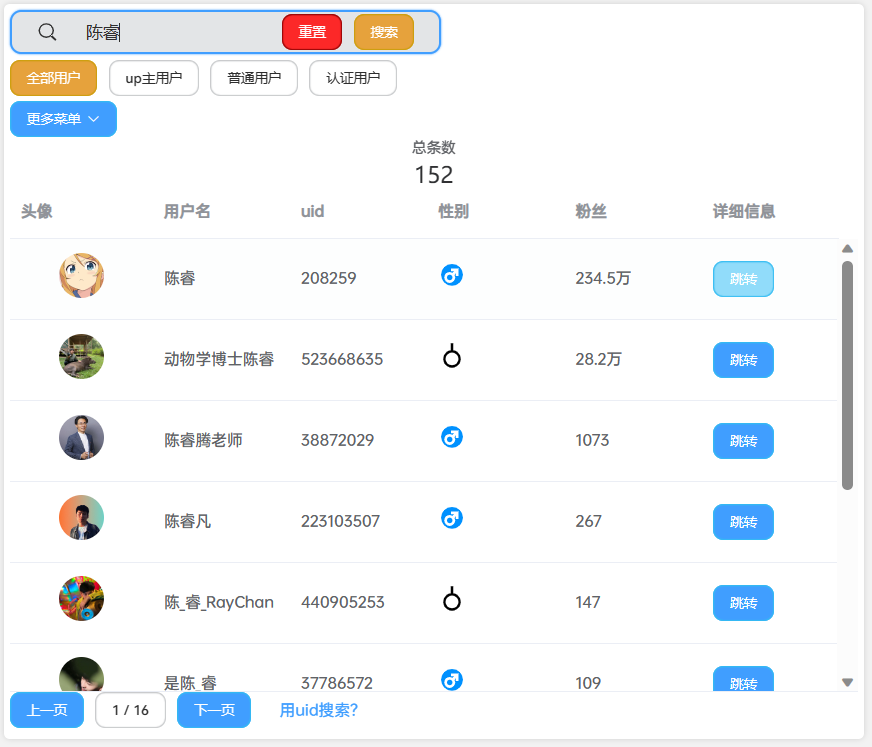 陈睿 重置 搜索
全部用户 up主用户 普通用户 认证用户
更多菜单
总条数
152
头像 用户名 uid 性别 粉丝 详细信息
陈睿 208259 234.5万 跳转
动物学博士陈睿 523668635 28.2万 跳转
陈睿腾老师 38872029 1073 跳转
陈睿凡 223103507 267 跳转
陈_睿_RayChan 440905253 147 跳转
是陈_睿 37786572 109 跳转
上一页 1 / 16 下一页 用uid搜索?